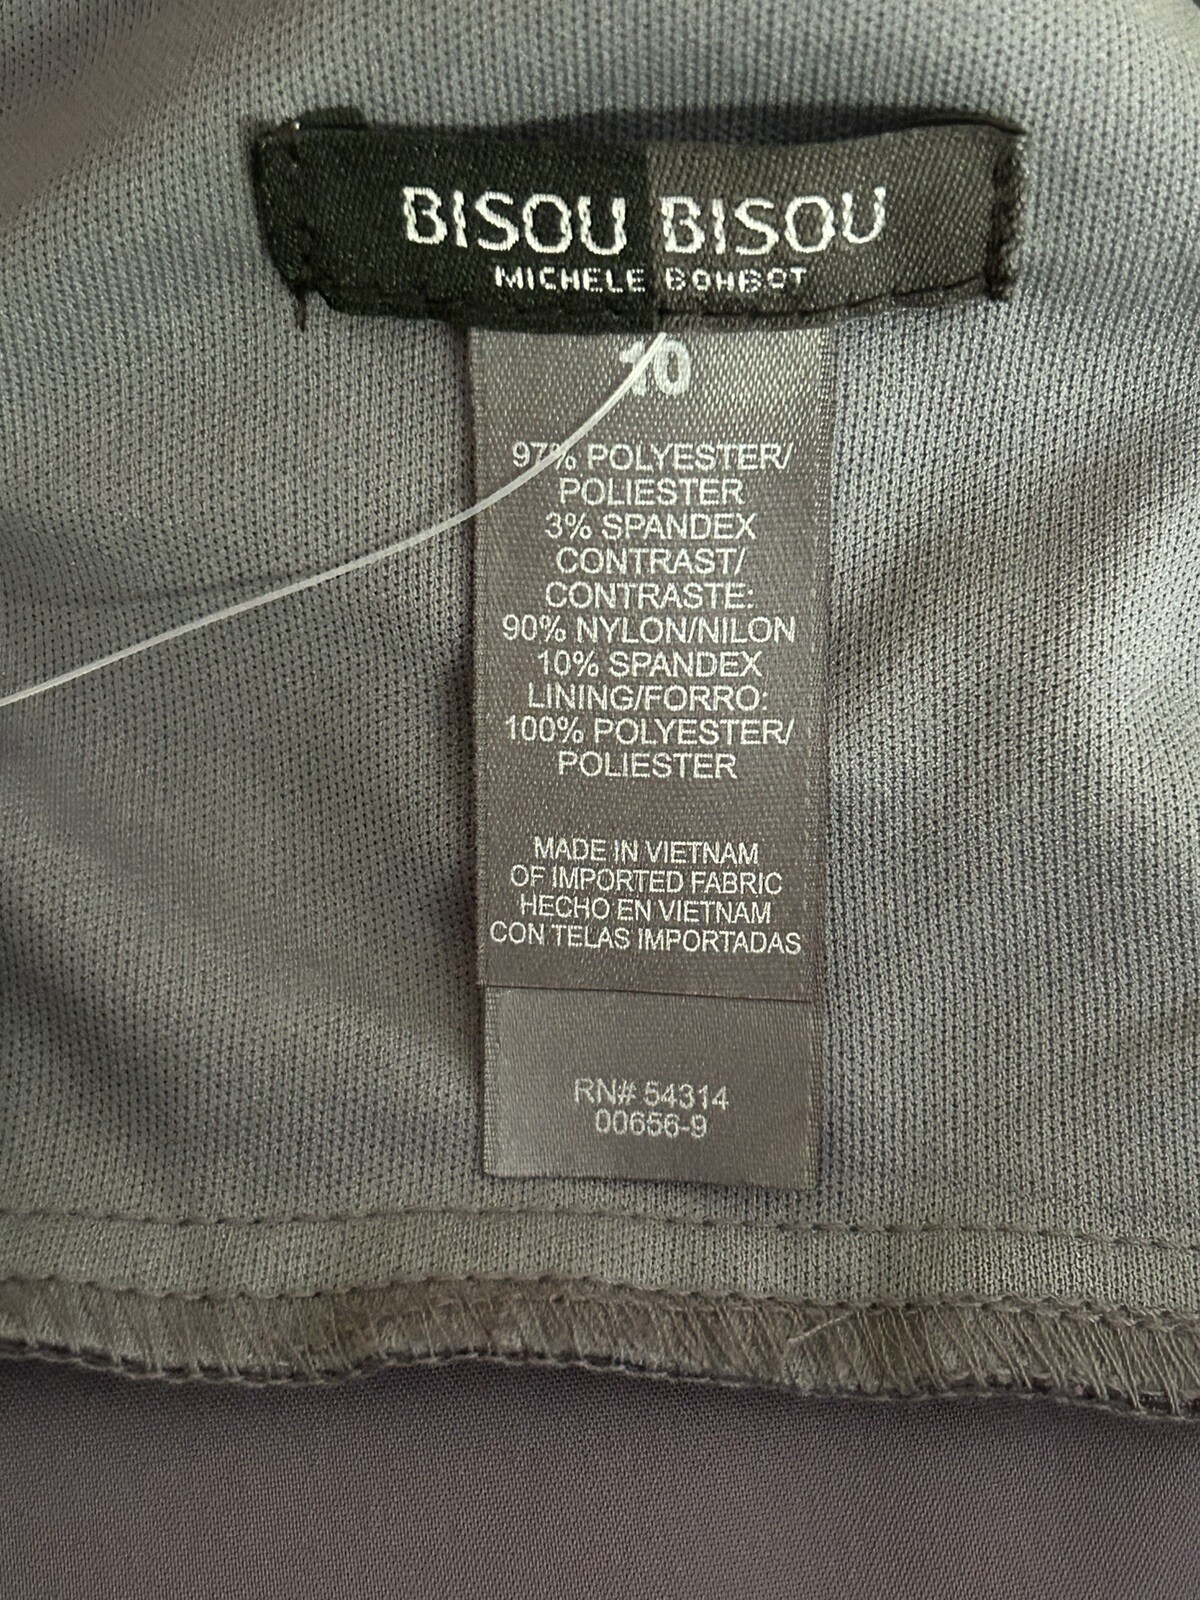 BISOU BISOU
MICHELE BOHBOT
10
97% POLYESTER/
POLIESTER
3% SPANDEX
CONTRAST/
CONTRASTE:
90% NYLON/NILON
10% SPANDEX
LINING/FORRO:
100% POLYESTER/
POLIESTER
MADE IN VIETNAM
OF IMPORTED FABRIC
HECHO EN VIETNAM
CON TELAS IMPORTADAS
RN# 54314
00656-9